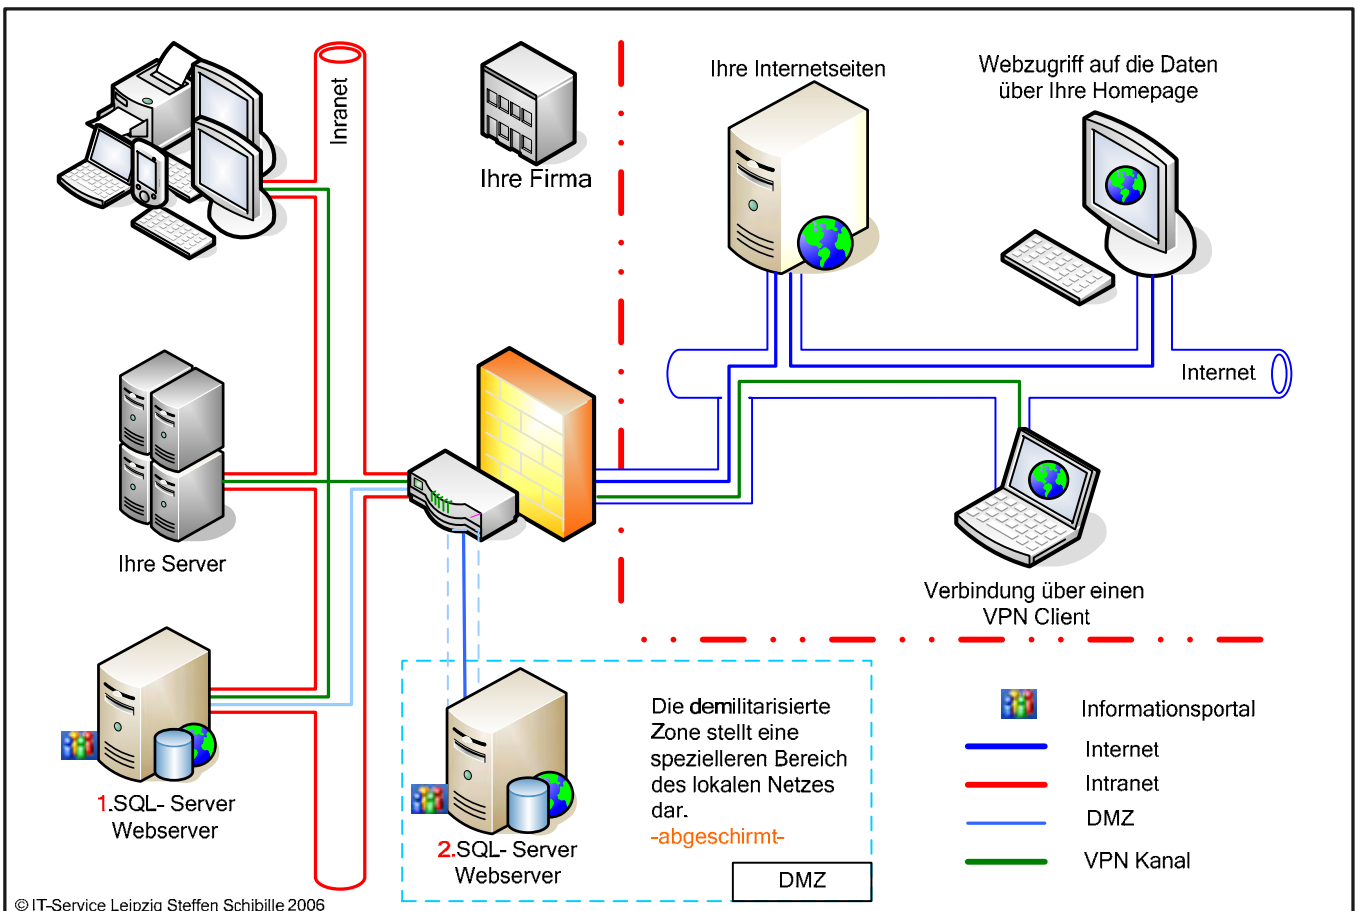 Inranet
Ihre Firma
Ihre Internetseiten
Webzugriff auf die Daten
über Ihre Homepage
Internet
Ihre Server
Verbindung über einen
VPN Client
1.SQL- Server
Webserver
2.SQL- Server
Webserver
Die demilitarisierte
Zone stellt eine
spezielleren Bereich
des lokalen Netzes
dar.
-abgeschirmt-
DMZ
Informationsportal
Internet
Intranet
DMZ
VPN Kanal
© IT-Service Leipzig Steffen Schibille 2006